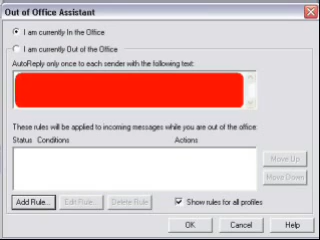 Out of Office Assistant
I am currently In the Office
I am currently Out of the Office
AutoReply only once to each sender with the following text:
These rules will be applied to incoming messages while you are out of the office:
Status Conditions Actions
Move Up
Move Down
Add Rule... Edit Rule... Delete Rule Show rules for all profiles
OK Cancel Help